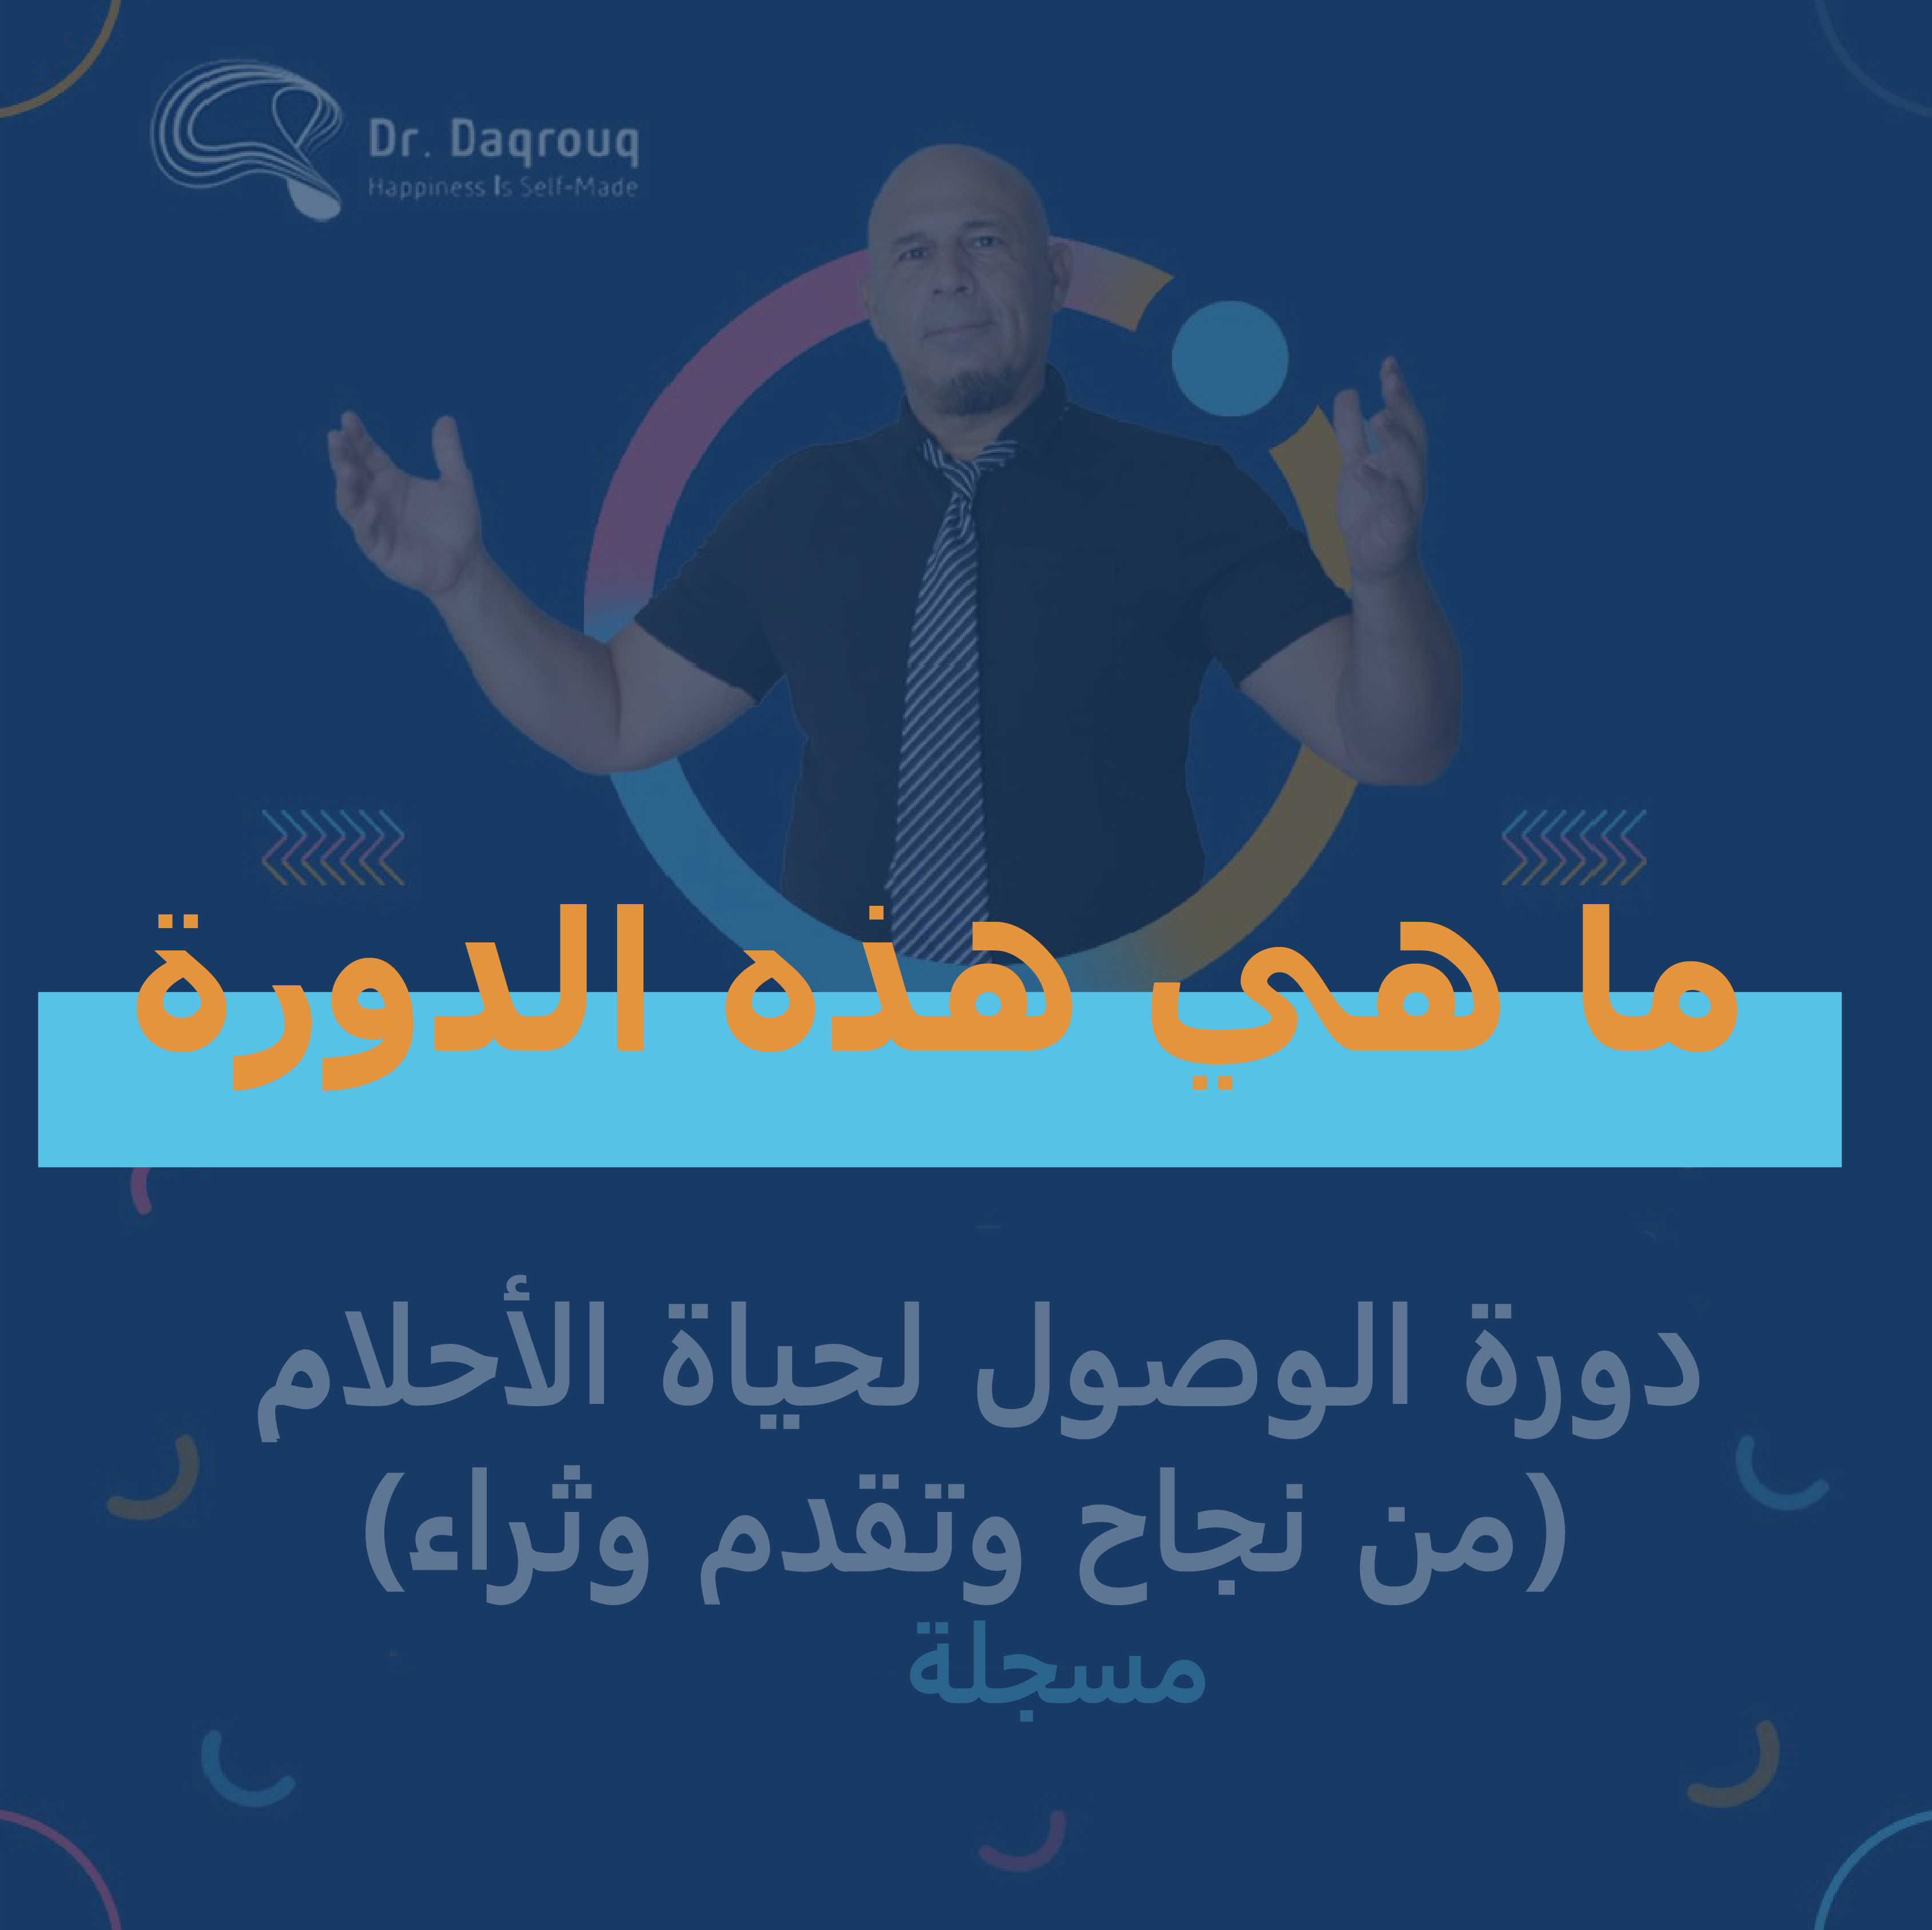 Dr. Daqrouq
Happiness Is Self-Made
ما هي هذه الدورة
دورة الوصول لحياة الأحلام
(من نجاح وتقدم وثراء)
مسجلة